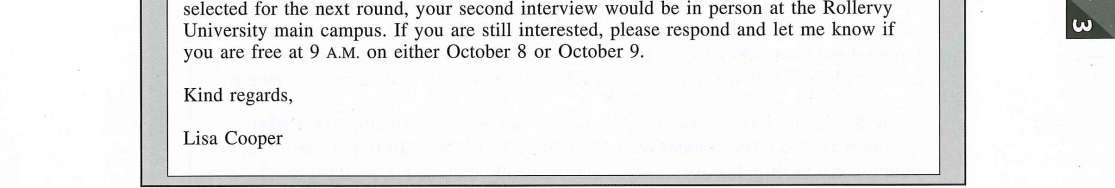 selected for the next round, your second interview would be in person at the Rollervy
University main campus. If you are still interested, please respond and let me know if
you are free at 9 A.M. on either October 8 or October 9.
Kind regards,
Lisa Cooper
3